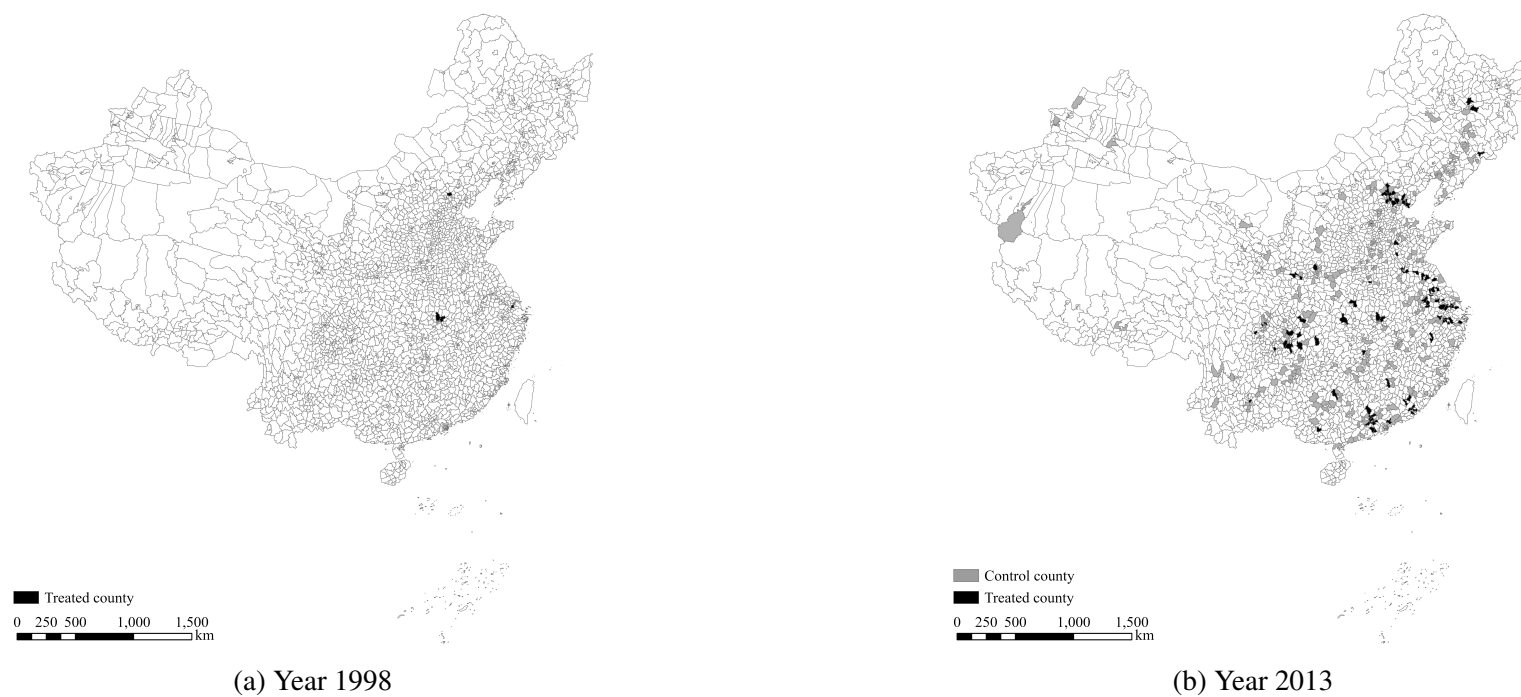 Treated county
0 250 500 1,000 1,500
km
(a) Year 1998
Control county
Treated county
0 250 500 1,000 1,500
km
(b) Year 2013